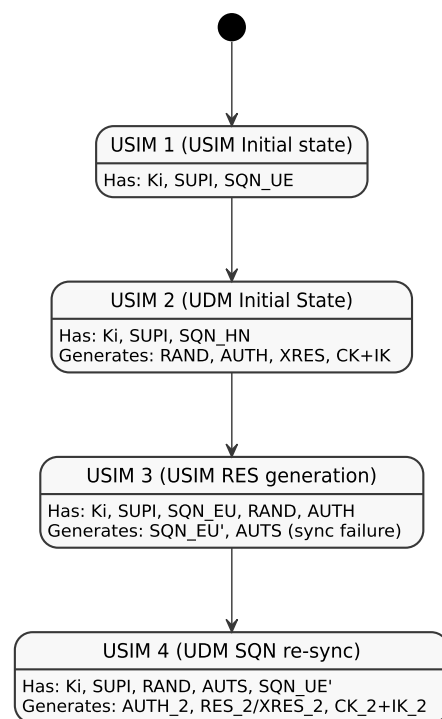 USIM 1 (USIM Initial state)
Has: Ki, SUPI, SQN_UE
USIM 2 (UDM Initial State)
Has: Ki, SUPI, SQN_HN
Generates: RAND, AUTH, XRES, CK+IK
USIM 3 (USIM RES generation)
Has: Ki, SUPI, SQN_EU, RAND, AUTH
Generates: SQN_EU', AUTS (sync failure)
USIM 4 (UDM SQN re-sync)
Has: Ki, SUPI, RAND, AUTS, SQN_UE'
Generates: AUTH_2, RES_2/XRES_2, CK_2+IK_2